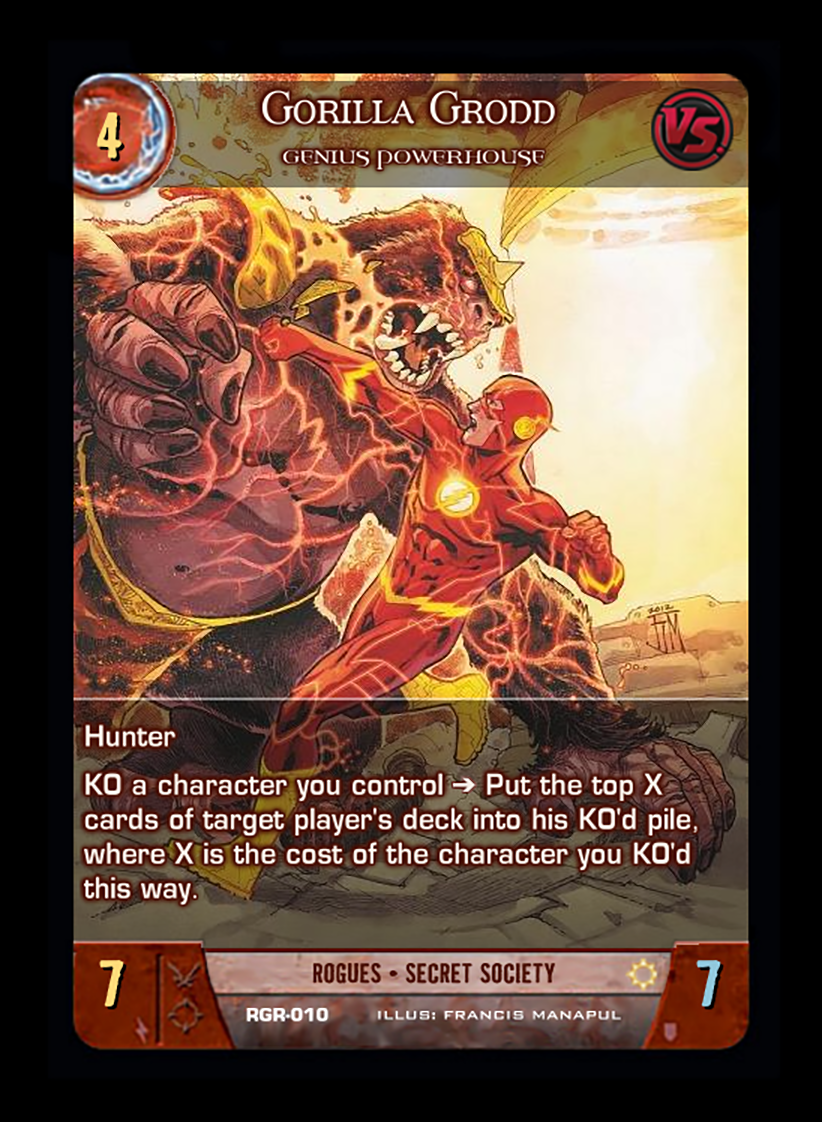 4
Gorilla Grodd
VS.
Genius Powerhouse
2012
FJM
Hunter
KO a character you control → Put the top X
cards of target player's deck into his KO'd pile,
where X is the cost of the character you KO'd
this way.
7
ROGUES • SECRET SOCIETY
7
RGR-010
ILLUS: FRANCIS MANAPUL